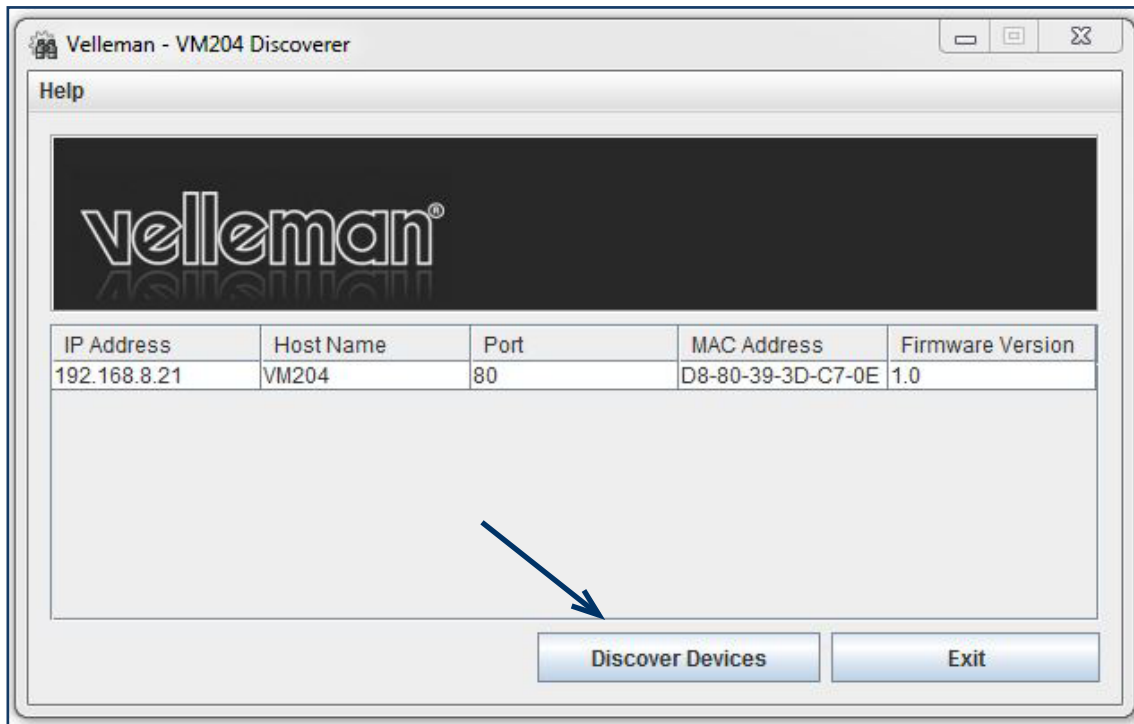 Velleman - VM204 Discoverer
Help
velleman®
IP Address Host Name Port MAC Address Firmware Version
192.168.8.21 VM204 80 D8-80-39-3D-C7-0E 1.0
Discover Devices Exit